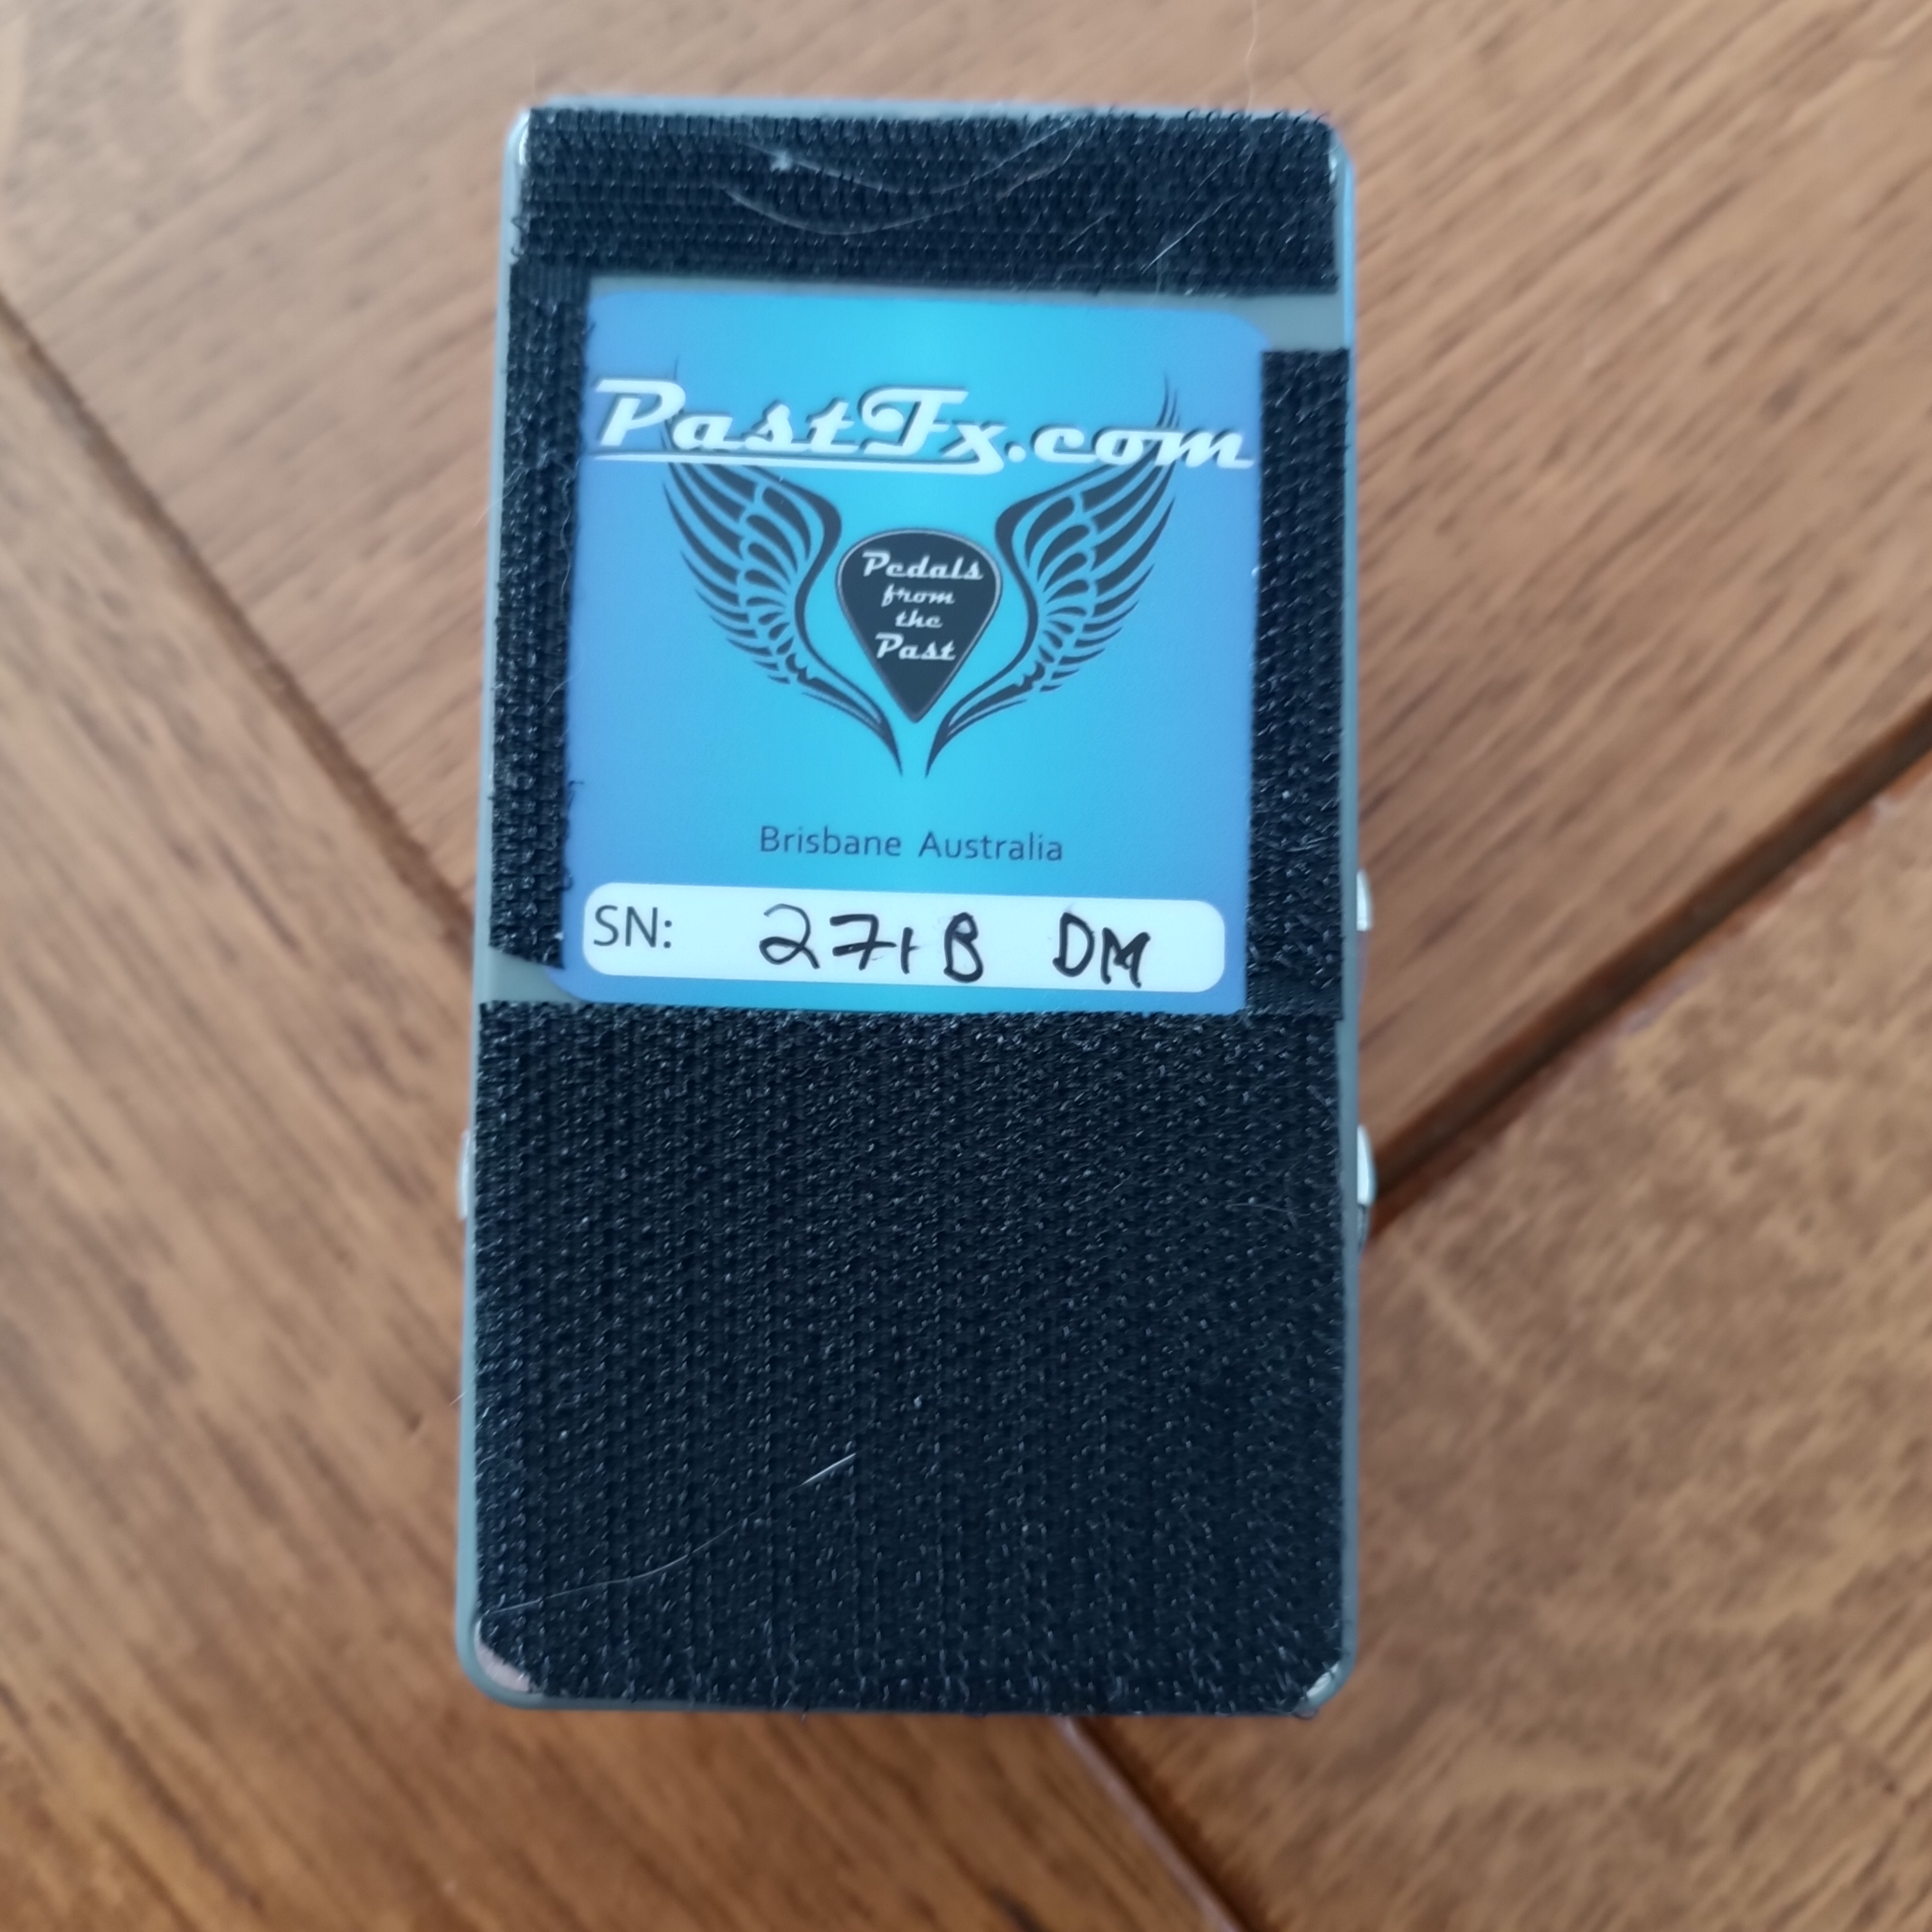 PastFx.com
Pedals
from
the
Past
Brisbane Australia
SN: 271B DM